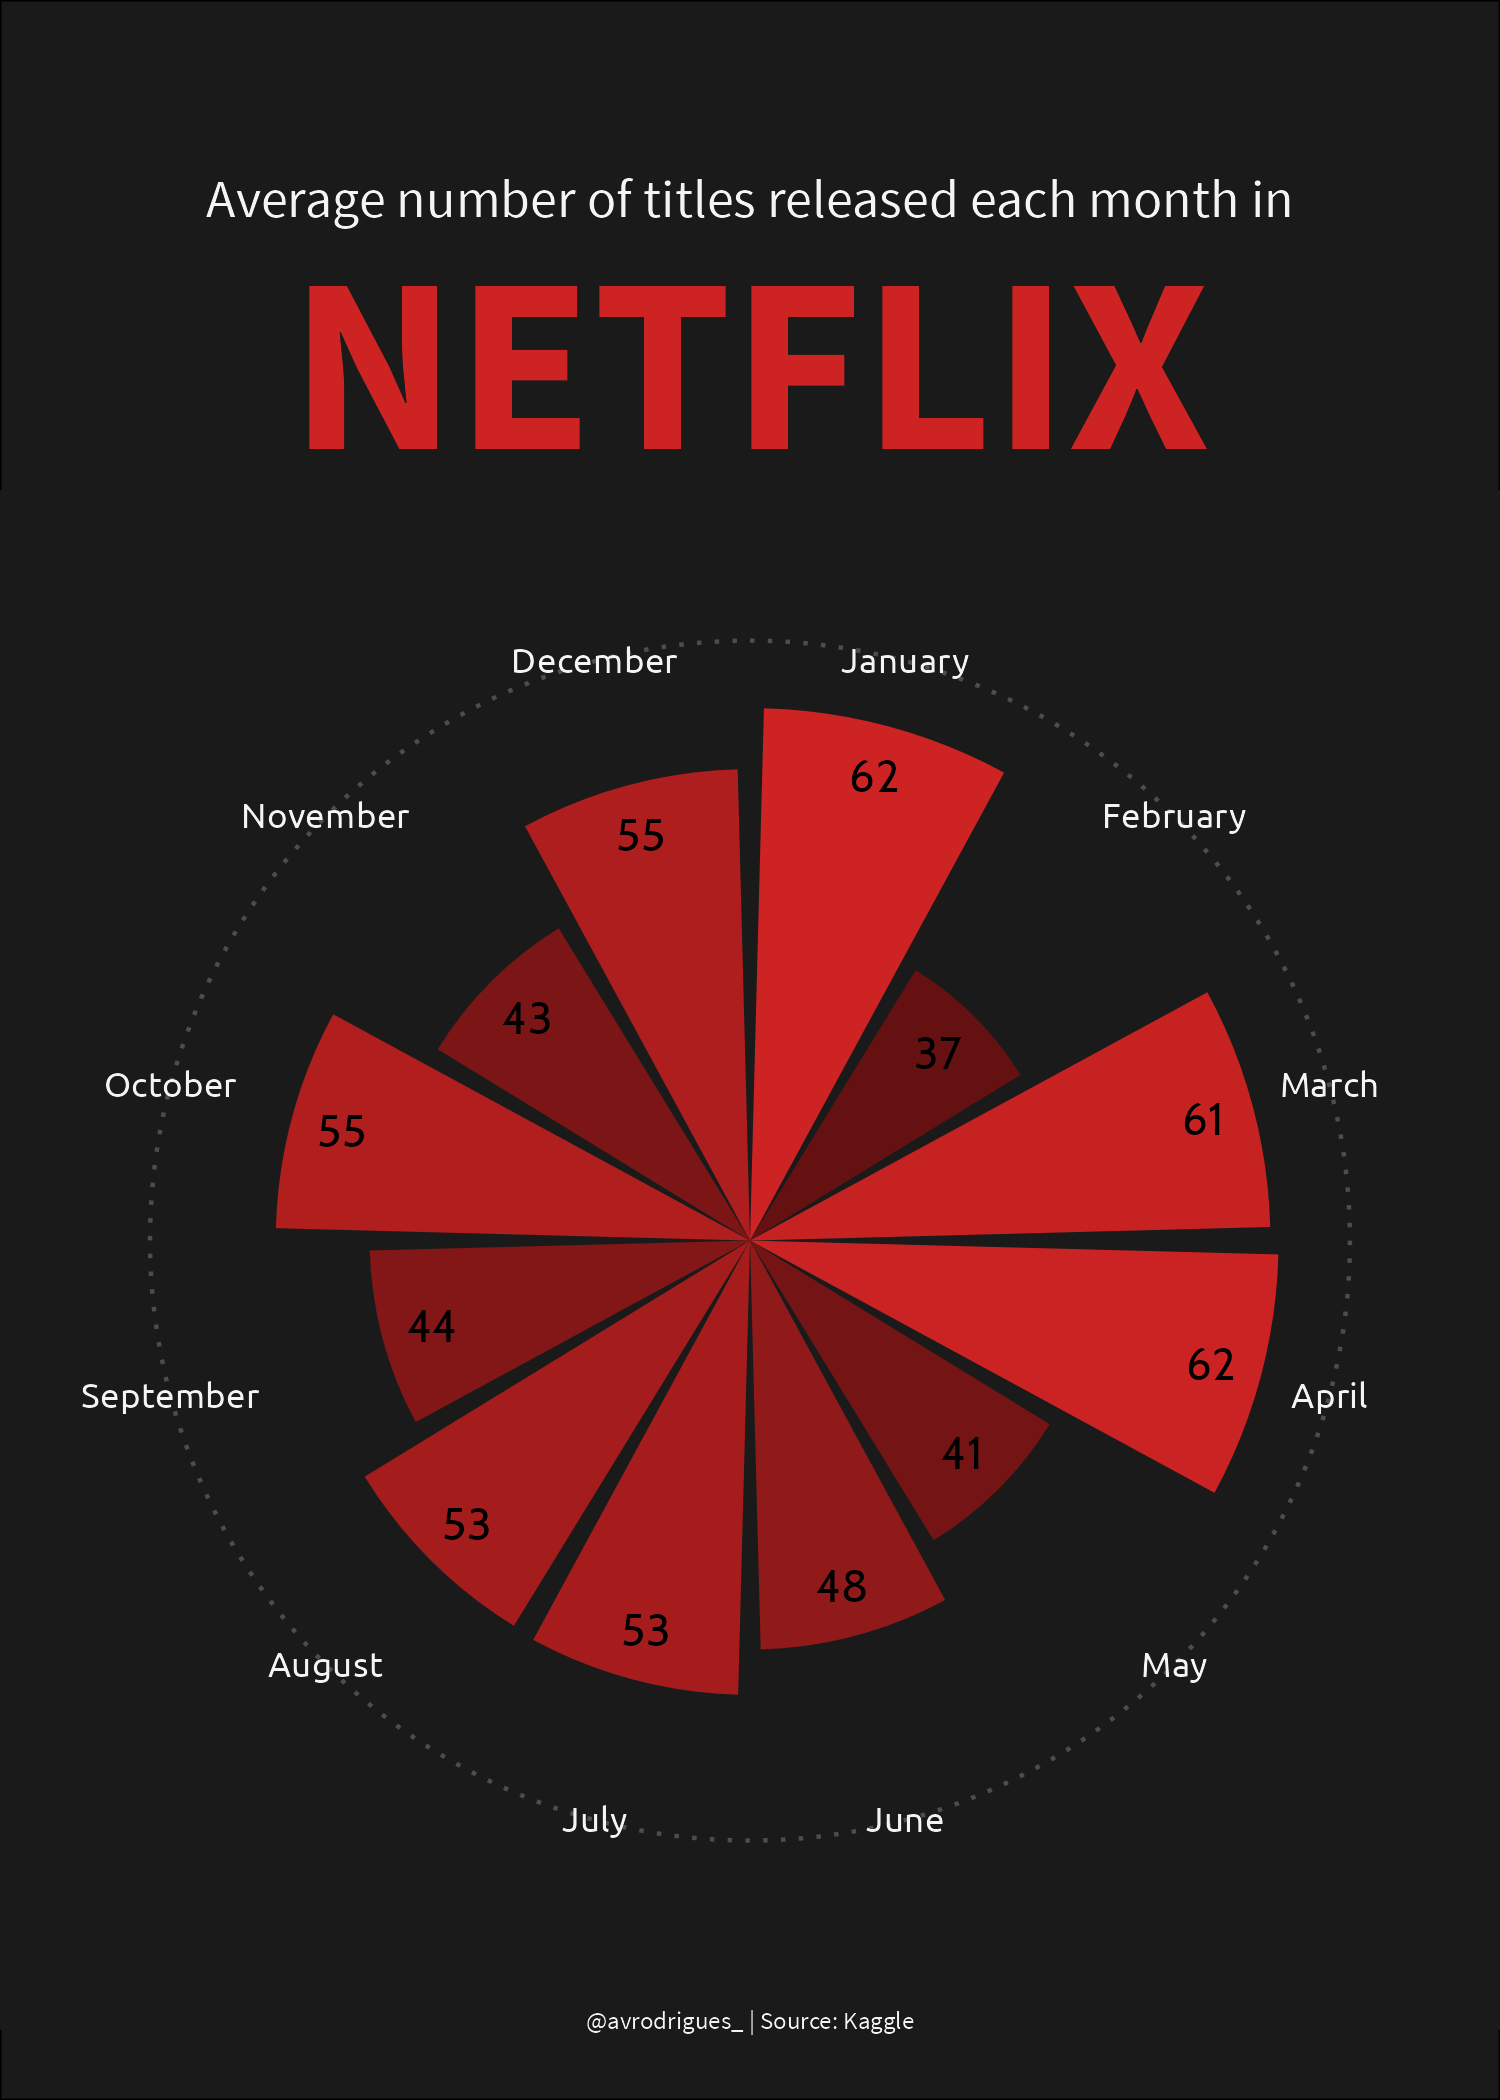 Average number of titles released each month in
NETFLIX
December
January
62
55
November
February
43
37
October
March
55
61
44
62
September
April
41
53
48
53
August
May
July
June
@avrodrigues_ | Source: Kaggle